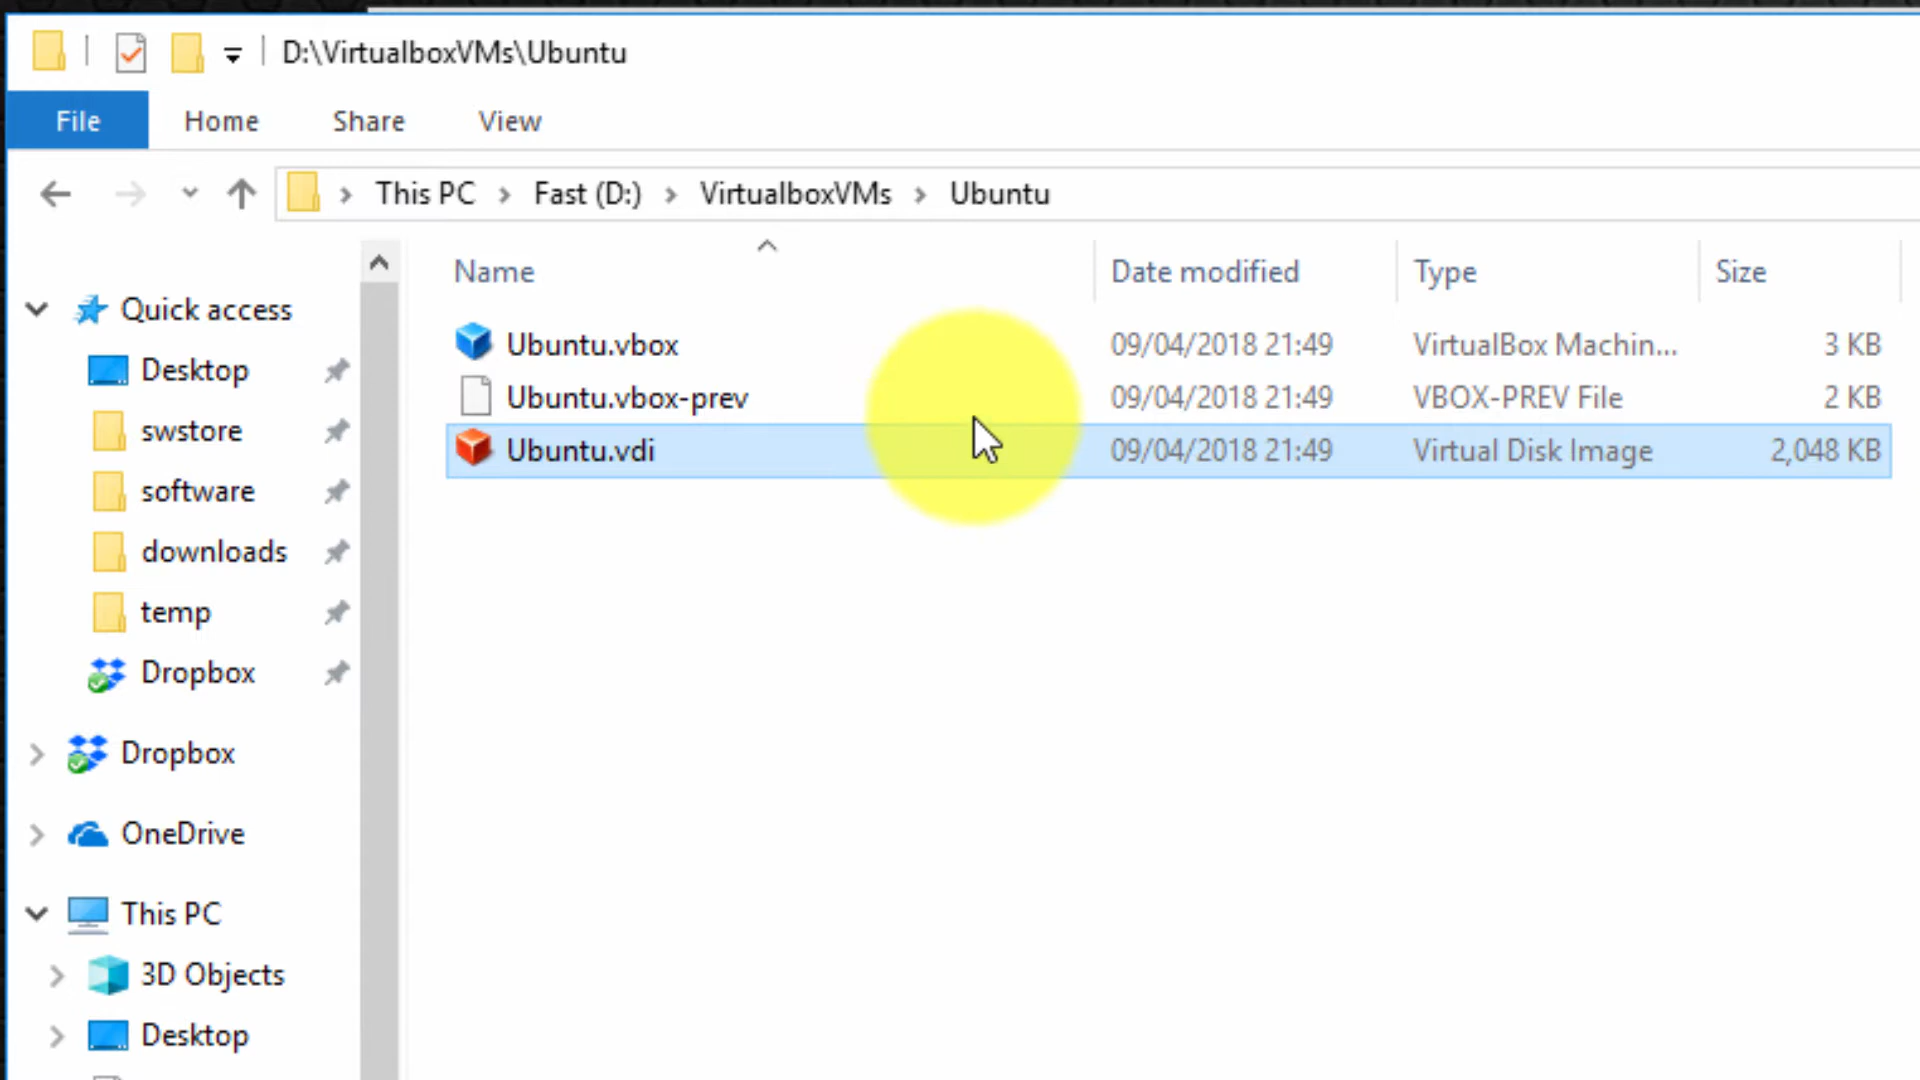 D:\VirtualboxVMs\Ubuntu
File Home Share View
This PC Fast (D:) VirtualboxVMs Ubuntu
Name Date modified Type Size
Quick access
Desktop
swstore
software
downloads
temp
Dropbox
Dropbox
OneDrive
This PC
3D Objects
Desktop
Ubuntu.vbox 09/04/2018 21:49 VirtualBox Machin... 3 KB
Ubuntu.vbox-prev 09/04/2018 21:49 VBOX-PREV File 2 KB
Ubuntu.vdi 09/04/2018 21:49 Virtual Disk Image 2,048 KB